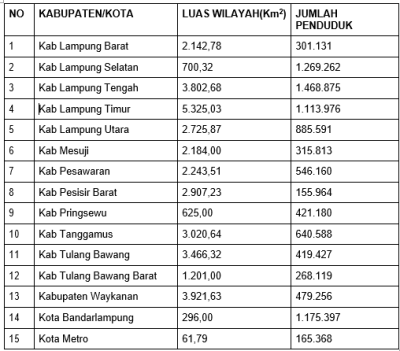 NO KABUPATEN/KOTA LUAS WILAYAH(Km²) JUMLAH PENDUDUK
1 Kab Lampung Barat 2.142,78 301.131
2 Kab Lampung Selatan 700,32 1.269.262
3 Kab Lampung Tengah 3.802,68 1.468.875
4 Kab Lampung Timur 5.325,03 1.113.976
5 Kab Lampung Utara 2.725,87 885.591
6 Kab Mesuji 2.184,00 315.813
7 Kab Pesawaran 2.243,51 546.160
8 Kab Pesisir Barat 2.907,23 155.964
9 Kab Pringsewu 625,00 421.180
10 Kab Tanggamus 3.020,64 640.588
11 Kab Tulang Bawang 3.466,32 419.427
12 Kab Tulang Bawang Barat 1.201,00 268.119
13 Kabupaten Waykanan 3.921,63 479.256
14 Kota Bandarlampung 296,00 1.175.397
15 Kota Metro 61,79 165.368